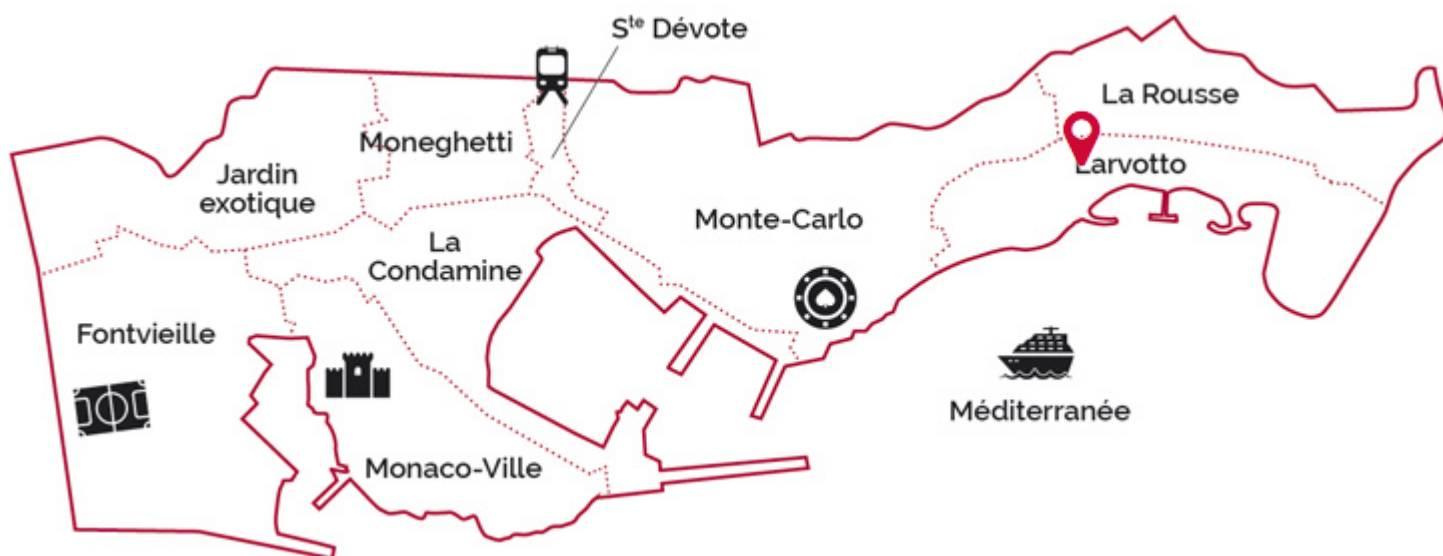 Sᵗᵉ Dévote
La Rousse
Moneghetti
Larvotto
Jardin
exotique
Monte-Carlo
La
Condamine
Fontvieille
Méditerranée
Monaco-Ville